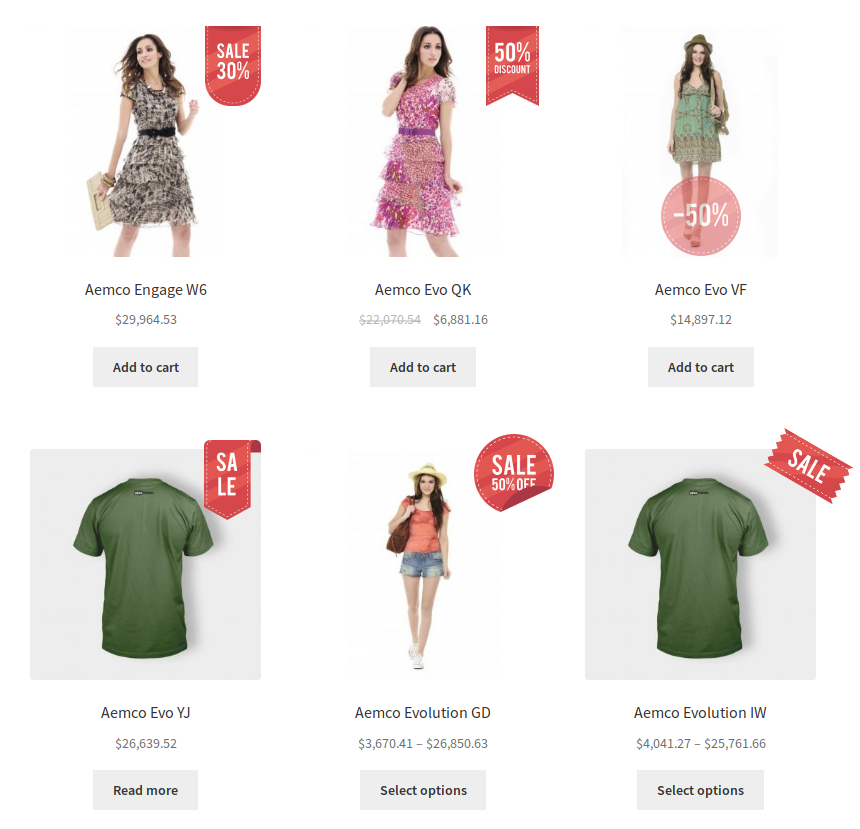 SALE
30%
50%
DISCOUNT
-50%
Aemco Engage W6
Aemco Evo QK
Aemco Evo VF
$29,964.53
$22,070.54 $6,881.16
$14,897.12
Add to cart
Add to cart
Add to cart
SA
LE
SALE
50% OFF
SALE
Aemco Evo YJ
Aemco Evolution GD
Aemco Evolution IW
$26,639.52
$3,670.41 – $26,850.63
$4,041.27 – $25,761.66
Read more
Select options
Select options